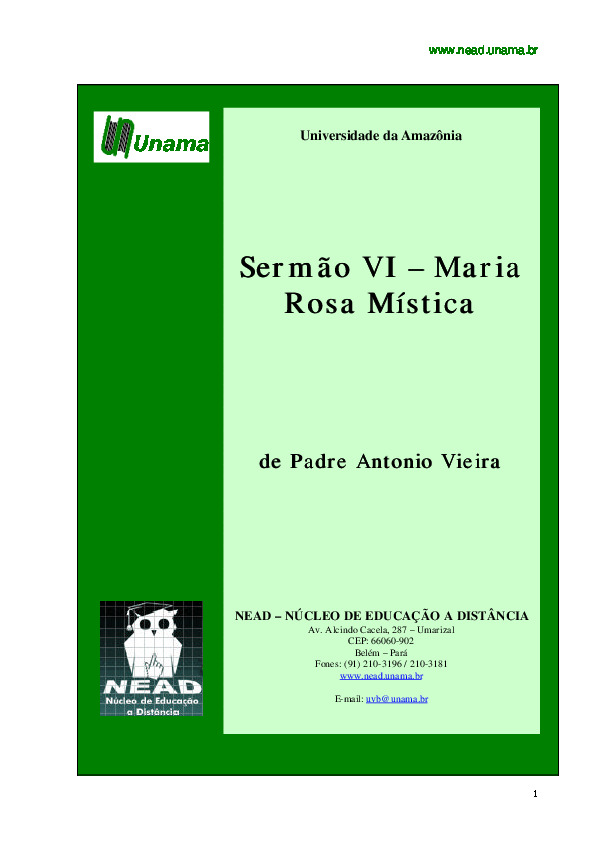 www.nead.unama.br
Unama
Universidade da Amazônia
Sermão VI – Maria
Rosa Mística
de Padre Antonio Vieira
NEAD – NÚCLEO DE EDUCAÇÃO A DISTÂNCIA
Av. Alcindo Cacela, 287 – Umarizal
CEP: 66060-902
Belém – Pará
Fones: (91) 210-3196 / 210-3181
www.nead.unama.br
E-mail: uvb@unama.br
NEAD
Núcleo de Educação
a Distância
1